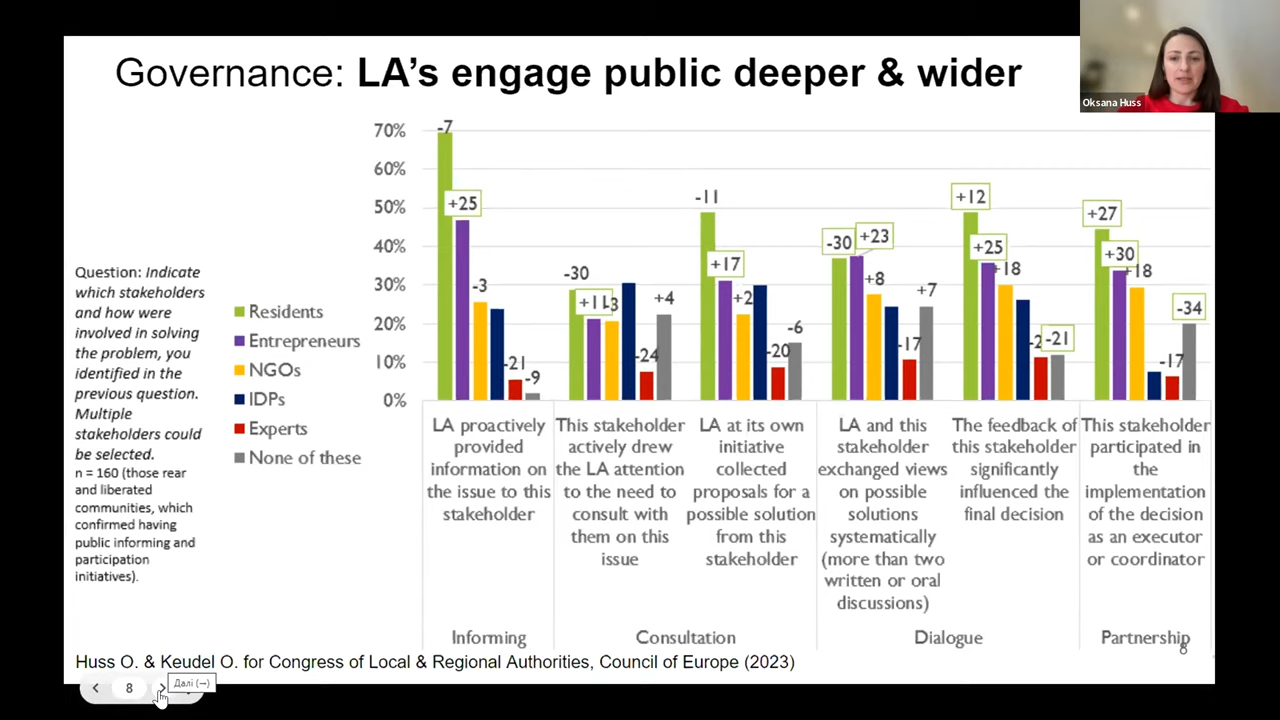 Governance: LA's engage public deeper & wider
Oksana Huss
70%
60%
50%
40%
30%
20%
10%
0%
-7
+25
-3
-21
-9
-30
+11
-24
+4
-11
+17
+2
-20
-6
-30
+23
+8
-17
+7
+12
+25
+18
-21
+27
+30
+18
-17
-34
Question: Indicate
which stakeholders
and how were
involved in solving
the problem, you
identified in the
previous question.
Multiple
stakeholders could
be selected.
n = 160 (those rear
and liberated
communities, which
confirmed having
public informing and
participation
initiatives).
Residents
Entrepreneurs
NGOs
IDPs
Experts
None of these
LA proactively
provided
information on
the issue to this
stakeholder
This stakeholder
actively drew
the LA attention
to the need to
consult with
them on this
issue
LA at its own
initiative
collected
proposals for a
possible solution
from this
stakeholder
LA and this
stakeholder
exchanged views
on possible
solutions
systematically
(more than two
written or oral
discussions)
The feedback of
this stakeholder
significantly
influenced the
final decision
This stakeholder
participated in
the
implementation
of the decision
as an executor
or coordinator
Informing
Consultation
Dialogue
Partnership
8
Huss O. & Keudel O. for Congress of Local & Regional Authorities, Council of Europe (2023)
8
Далі (→)